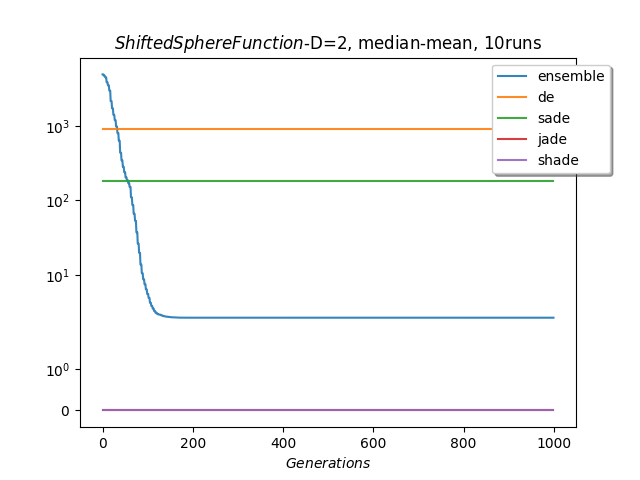 ShiftedSphereFunction-D=2, median-mean, 10runs
ensemble
de
sade
jade
shade
10³
10²
10¹
10⁰
0
0 200 400 600 800 1000
Generations